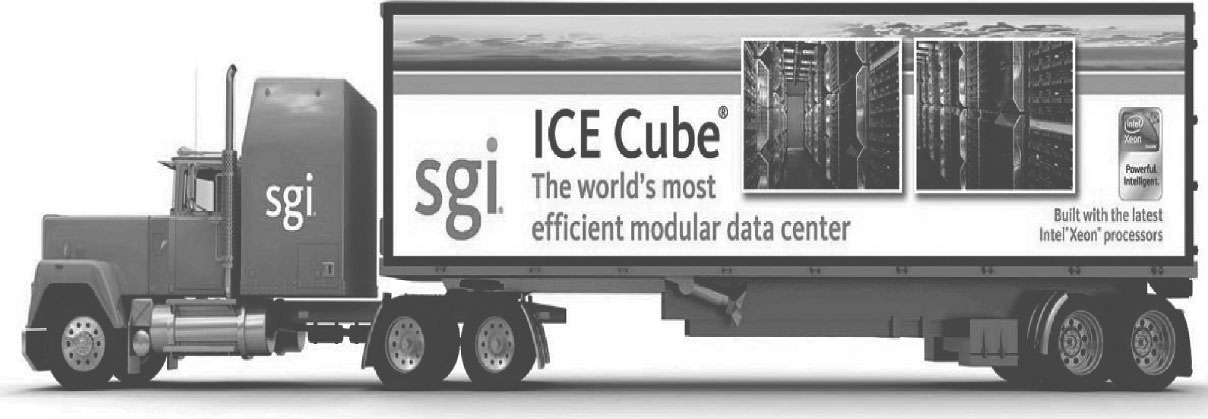 sgi
sgi
ICE Cube®
The world's most
efficient modular data center
intel
Xeon
Powerful.
Intelligent.
Built with the latest
Intel® Xeon® processors